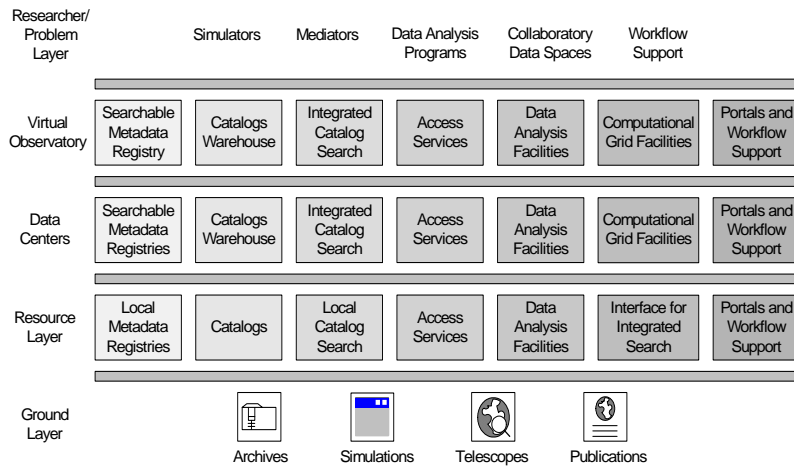 Researcher/
Problem
Layer
Simulators
Mediators
Data Analysis
Programs
Collaboratory
Data Spaces
Workflow
Support
Virtual
Observatory
Searchable
Metadata
Registry
Catalogs
Warehouse
Integrated
Catalog
Search
Access
Services
Data
Analysis
Facilities
Computational
Grid Facilities
Portals and
Workflow
Support
Data
Centers
Searchable
Metadata
Registries
Catalogs
Warehouse
Integrated
Catalog
Search
Access
Services
Data
Analysis
Facilities
Computational
Grid Facilities
Portals and
Workflow
Support
Resource
Layer
Local
Metadata
Registries
Catalogs
Local
Catalog
Search
Access
Services
Data
Analysis
Facilities
Interface for
Integrated
Search
Portals and
Workflow
Support
Ground
Layer
Archives
Simulations
Telescopes
Publications